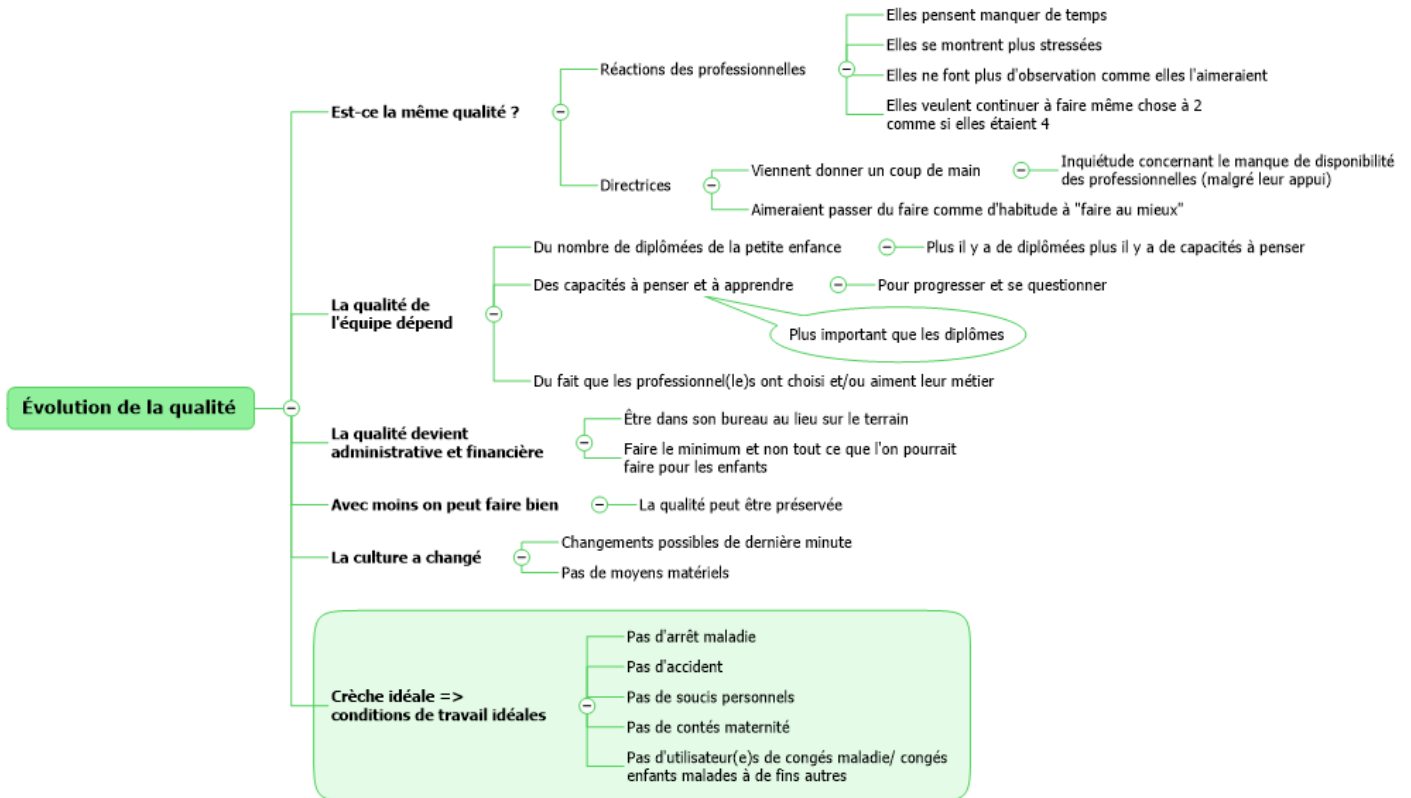 Évolution de la qualité
Est-ce la même qualité ?
Réactions des professionnelles
Elles pensent manquer de temps
Elles se montrent plus stressées
Elles ne font plus d'observation comme elles l'aimeraient
Elles veulent continuer à faire même chose à 2
comme si elles étaient 4
Directrices
Viennent donner un coup de main
Inquiétude concernant le manque de disponibilité
des professionnelles (malgré leur appui)
Aimeraient passer du faire comme d'habitude à "faire au mieux"
La qualité de
l'équipe dépend
Du nombre de diplômées de la petite enfance
Plus il y a de diplômées plus il y a de capacités à penser
Des capacités à penser et à apprendre
Pour progresser et se questionner
Plus important que les diplômes
Du fait que les professionnel(le)s ont choisi et/ou aiment leur métier
La qualité devient
administrative et financière
Être dans son bureau au lieu sur le terrain
Faire le minimum et non tout ce que l'on pourrait
faire pour les enfants
Avec moins on peut faire bien
La qualité peut être préservée
La culture a changé
Changements possibles de dernière minute
Pas de moyens matériels
Crèche idéale =>
conditions de travail idéales
Pas d'arrêt maladie
Pas d'accident
Pas de soucis personnels
Pas de contés maternité
Pas d'utilisateur(e)s de congés maladie/ congés
enfants malades à de fins autres